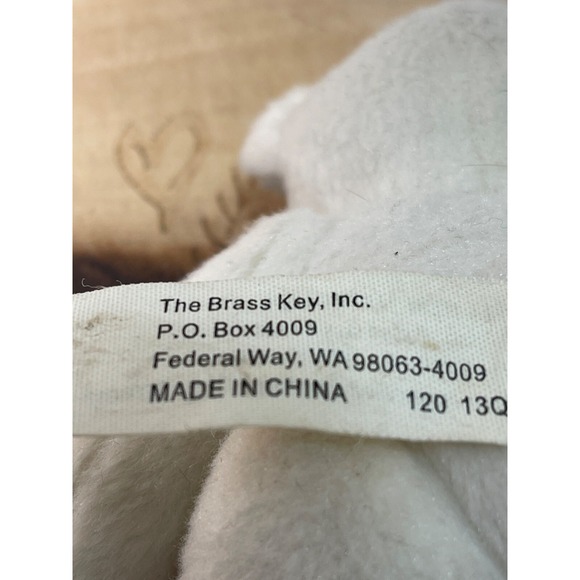 The Brass Key, Inc.
P.O. Box 4009
Federal Way, WA 98063-4009
MADE IN CHINA 120 13Q